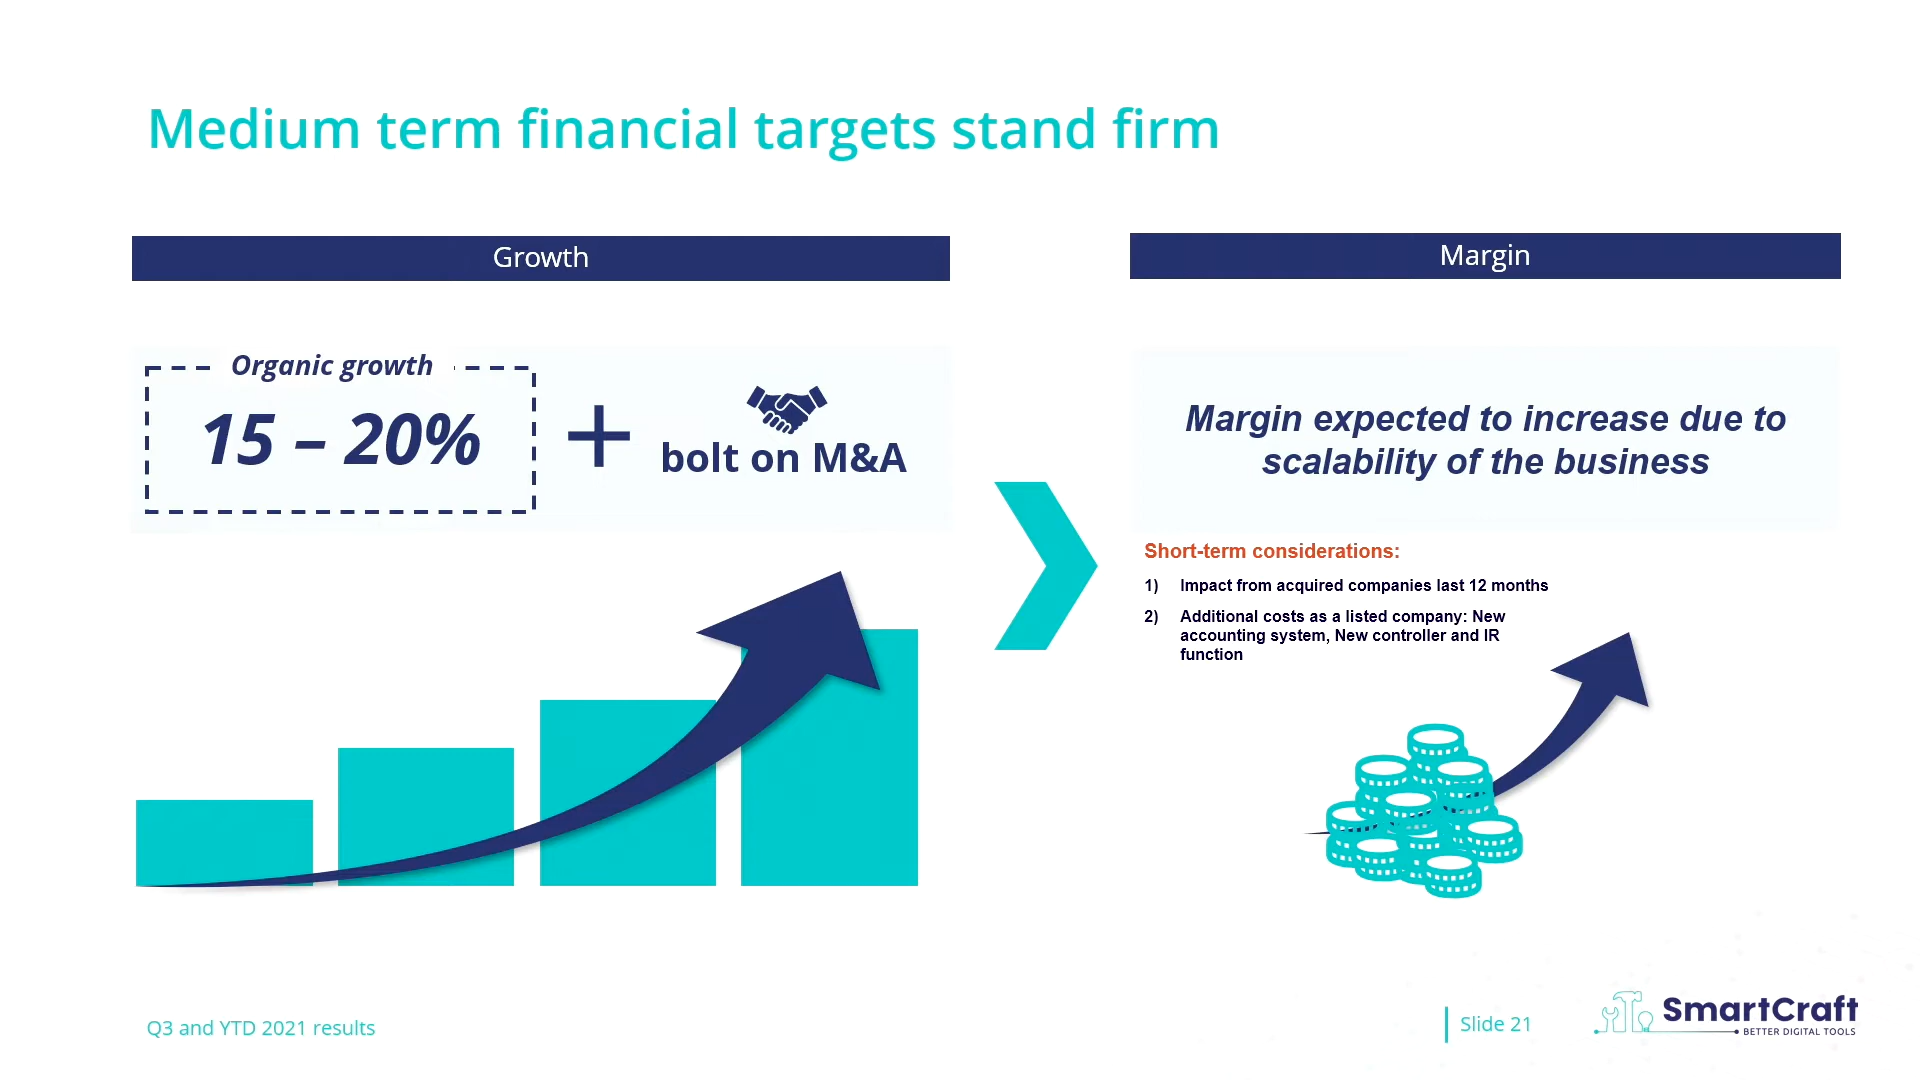 Medium term financial targets stand firm
Growth
Organic growth
15 – 20%
+
bolt on M&A
Margin
Margin expected to increase due to
scalability of the business
Short-term considerations:
1) Impact from acquired companies last 12 months
2) Additional costs as a listed company: New
accounting system, New controller and IR
function
Q3 and YTD 2021 results
Slide 21
SmartCraft
BETTER DIGITAL TOOLS